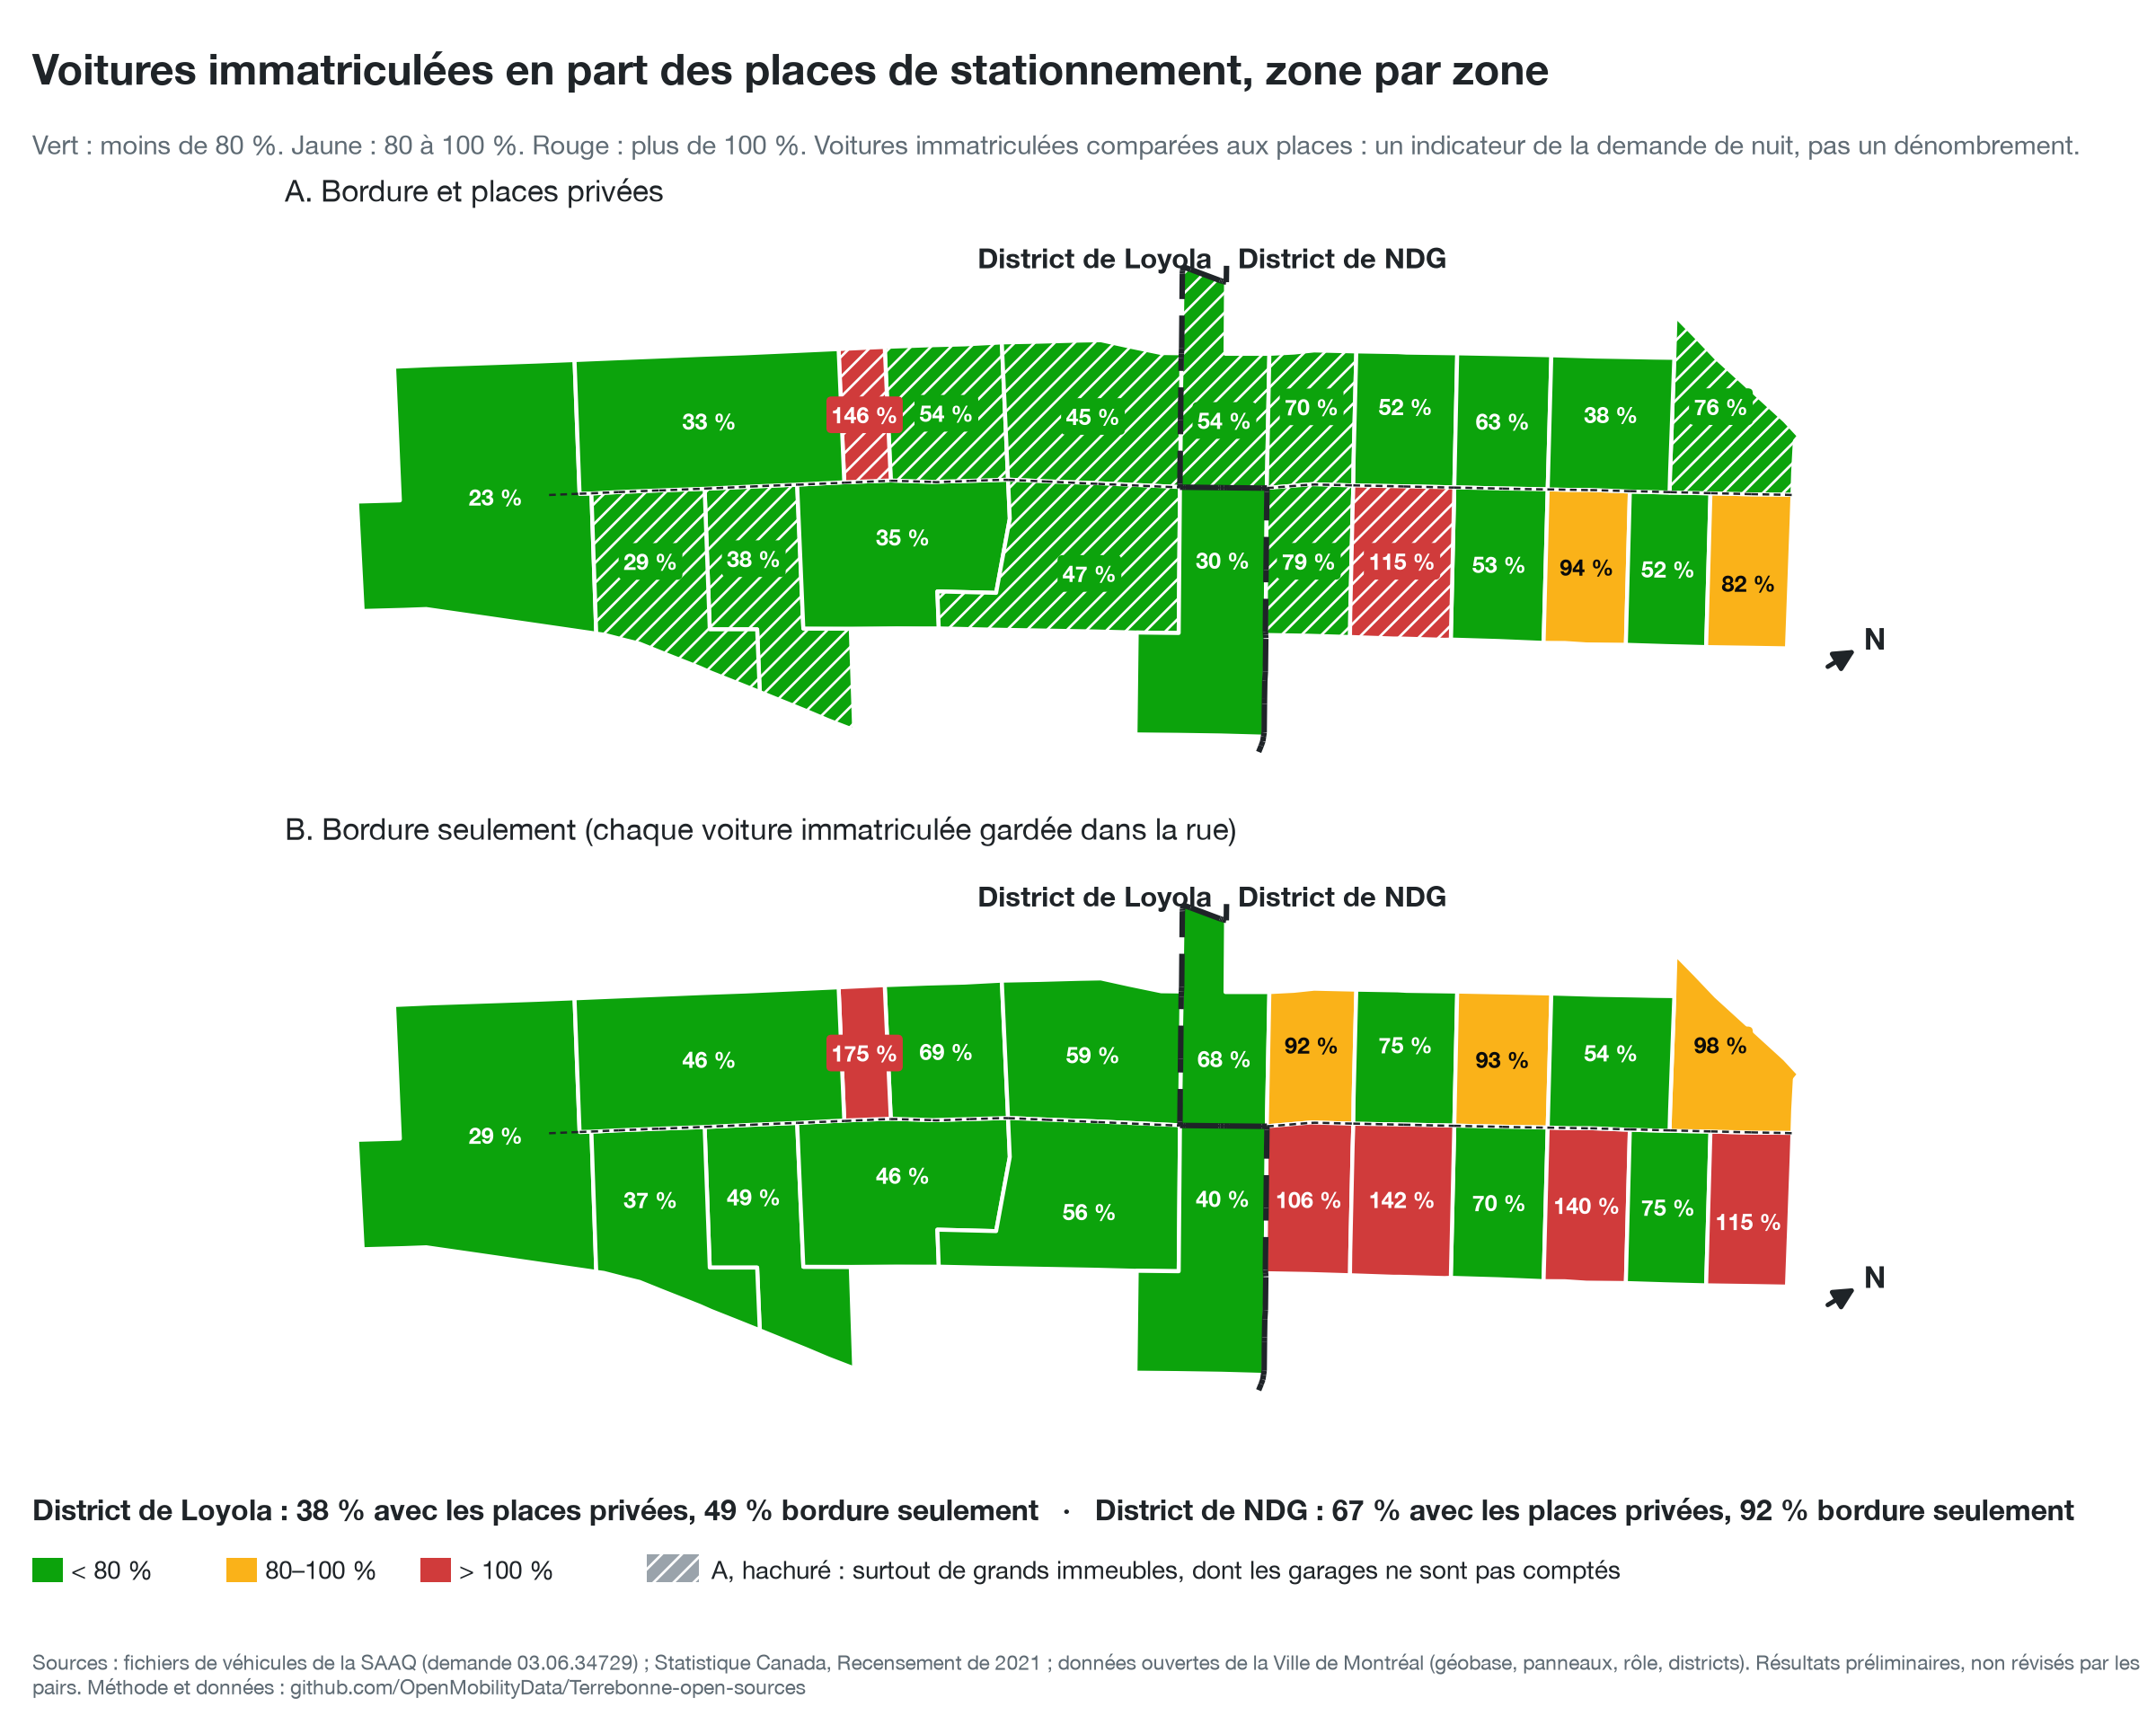 Voitures immatriculées en part des places de stationnement, zone par zone
Vert : moins de 80 %. Jaune : 80 à 100 %. Rouge : plus de 100 %. Voitures immatriculées comparées aux places : un indicateur de la demande de nuit, pas un dénombrement.
A. Bordure et places privées
District de Loyola District de NDG
33 % 146 % 54 % 45 % 54 % 70 % 52 % 63 % 38 % 76 %
23 %
29 % 38 % 35 % 47 % 30 % 79 % 115 % 53 % 94 % 52 % 82 %
N
B. Bordure seulement (chaque voiture immatriculée gardée dans la rue)
District de Loyola District de NDG
46 % 175 % 69 % 59 % 68 % 92 % 75 % 93 % 54 % 98 %
29 %
37 % 49 % 46 % 56 % 40 % 106 % 142 % 70 % 140 % 75 % 115 %
N
District de Loyola : 38 % avec les places privées, 49 % bordure seulement · District de NDG : 67 % avec les places privées, 92 % bordure seulement
< 80 % 80–100 % > 100 % A, hachuré : surtout de grands immeubles, dont les garages ne sont pas comptés
Sources : fichiers de véhicules de la SAAQ (demande 03.06.34729) ; Statistique Canada, Recensement de 2021 ; données ouvertes de la Ville de Montréal (géobase, panneaux, rôle, districts). Résultats préliminaires, non révisés par les
pairs. Méthode et données : github.com/OpenMobilityData/Terrebonne-open-sources